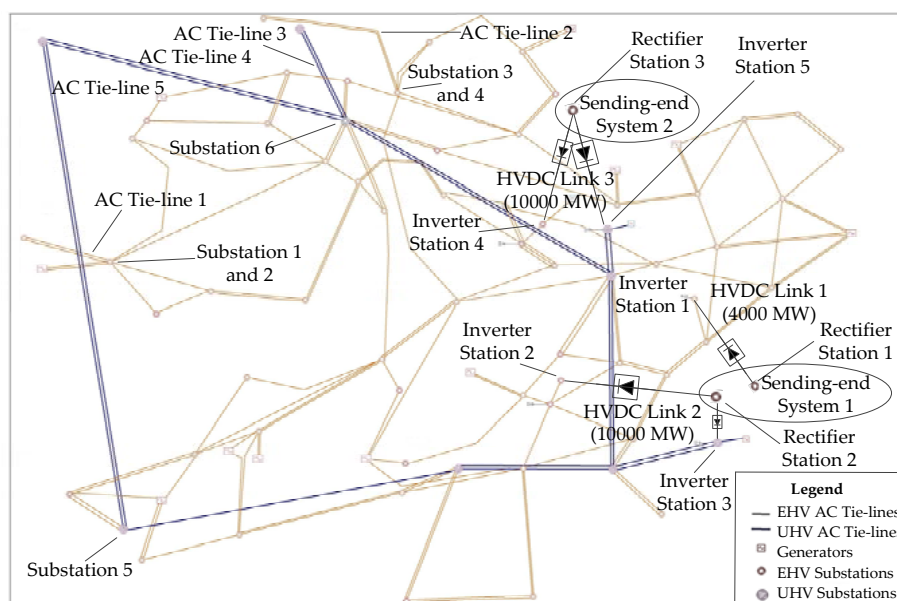 AC Tie-line 3
AC Tie-line 4
AC Tie-line 5
AC Tie-line 2
Substation 3
and 4
Rectifier
Station 3
Inverter
Station 5
Sending-end
System 2
Substation 6
HVDC Link 3
(10000 MW)
AC Tie-line 1
Inverter
Station 4
Substation 1
and 2
Inverter
Station 1
HVDC Link 1
(4000 MW)
Inverter
Station 2
Rectifier
Station 1
Sending-end
System 1
HVDC Link 2
(10000 MW)
Rectifier
Station 2
Inverter
Station 3
Substation 5
Legend
EHV AC Tie-lines
UHV AC Tie-lines
Generators
EHV Substations
UHV Substations